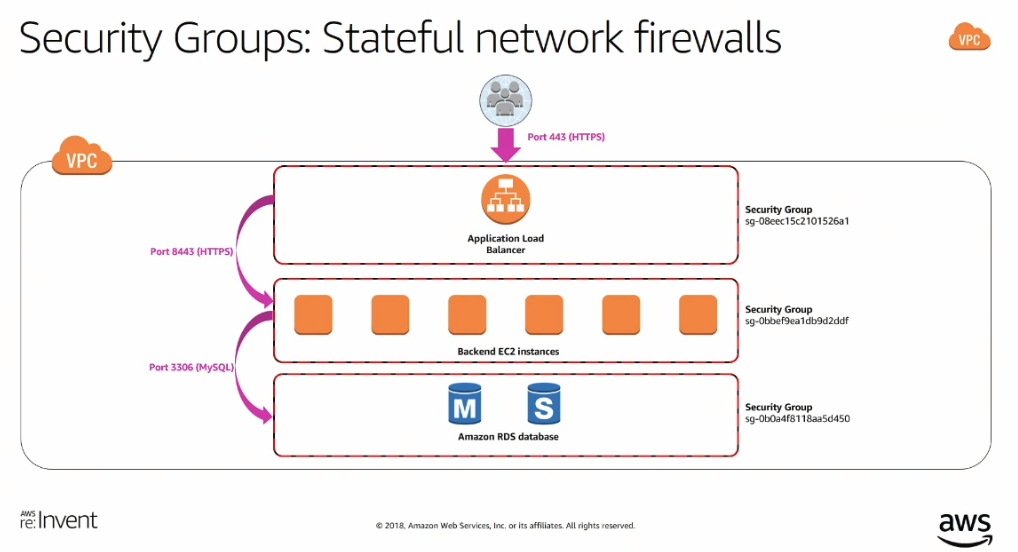 Security Groups: Stateful network firewalls
VPC
Port 443 (HTTPS)
VPC
Application Load
Balancer
Security Group
sg-08eec15c2101526a1
Port 8443 (HTTPS)
Backend EC2 instances
Security Group
sg-0bbef9ea1db9d2ddf
Port 3306 (MySQL)
M
S
Amazon RDS database
Security Group
sg-0b0a4f8118aa5d450
AWS
re:Invent
© 2018, Amazon Web Services, Inc. or its affiliates. All rights reserved.
aws